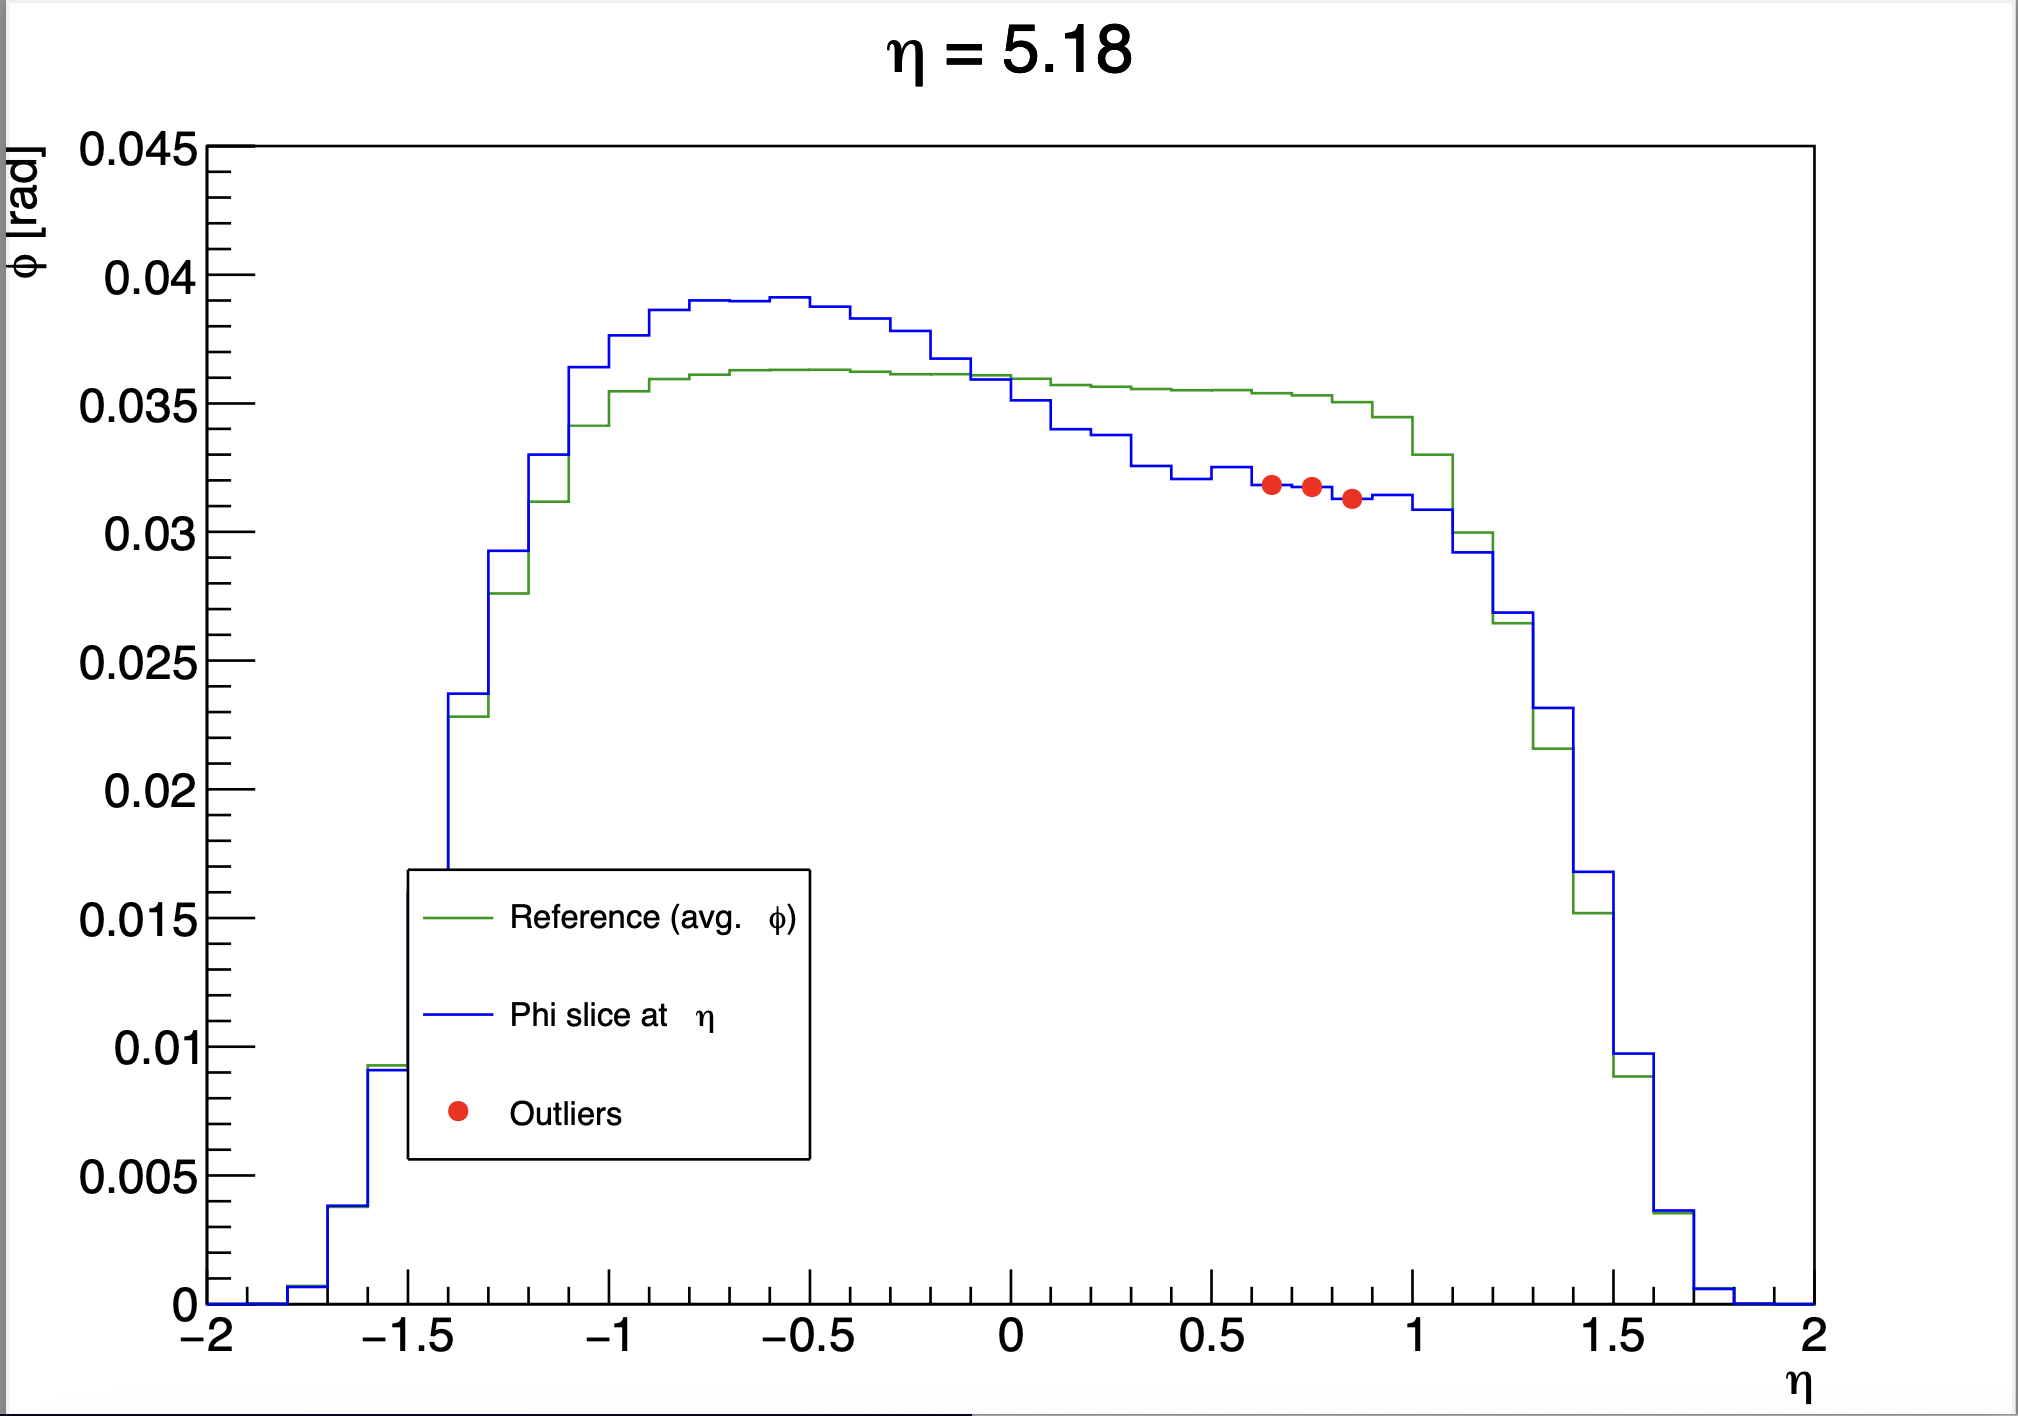 η = 5.18
ϕ [rad]
0.045
0.04
0.035
0.03
0.025
0.02
0.015
0.01
0.005
0
Reference (avg. ϕ)
Phi slice at η
Outliers
−2 −1.5 −1 −0.5 0 0.5 1 1.5 2
η